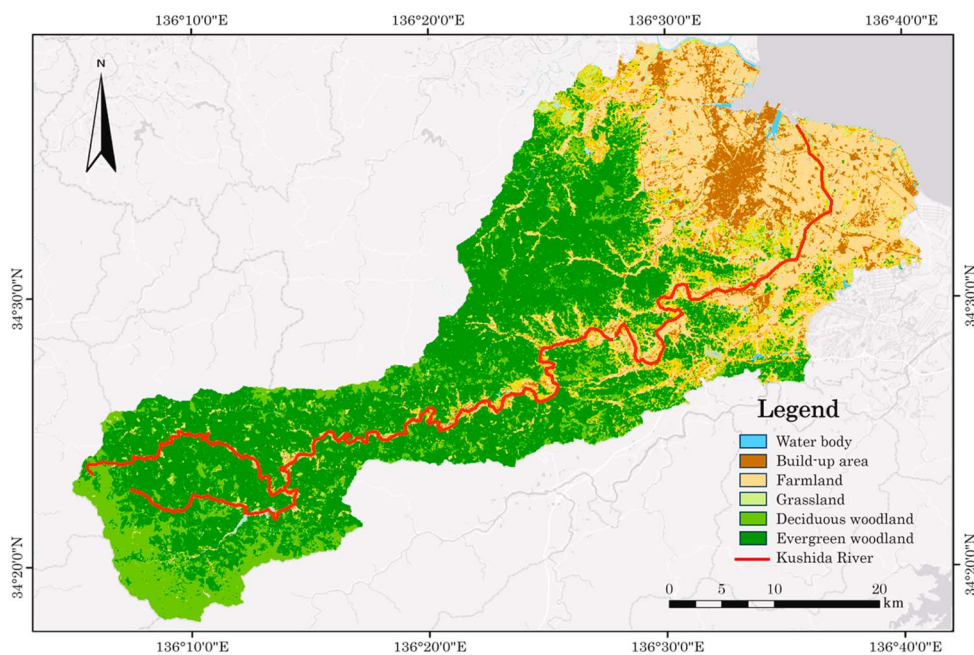 136°10'0"E 136°20'0"E 136°30'0"E 136°40'0"E
N
34°30'0"N 34°30'0"N
Legend
Water body
Build-up area
Farmland
Grassland
Deciduous woodland
Evergreen woodland
Kushida River
34°20'0"N 34°20'0"N
0 5 10 20
km
136°10'0"E 136°20'0"E 136°30'0"E 136°40'0"E